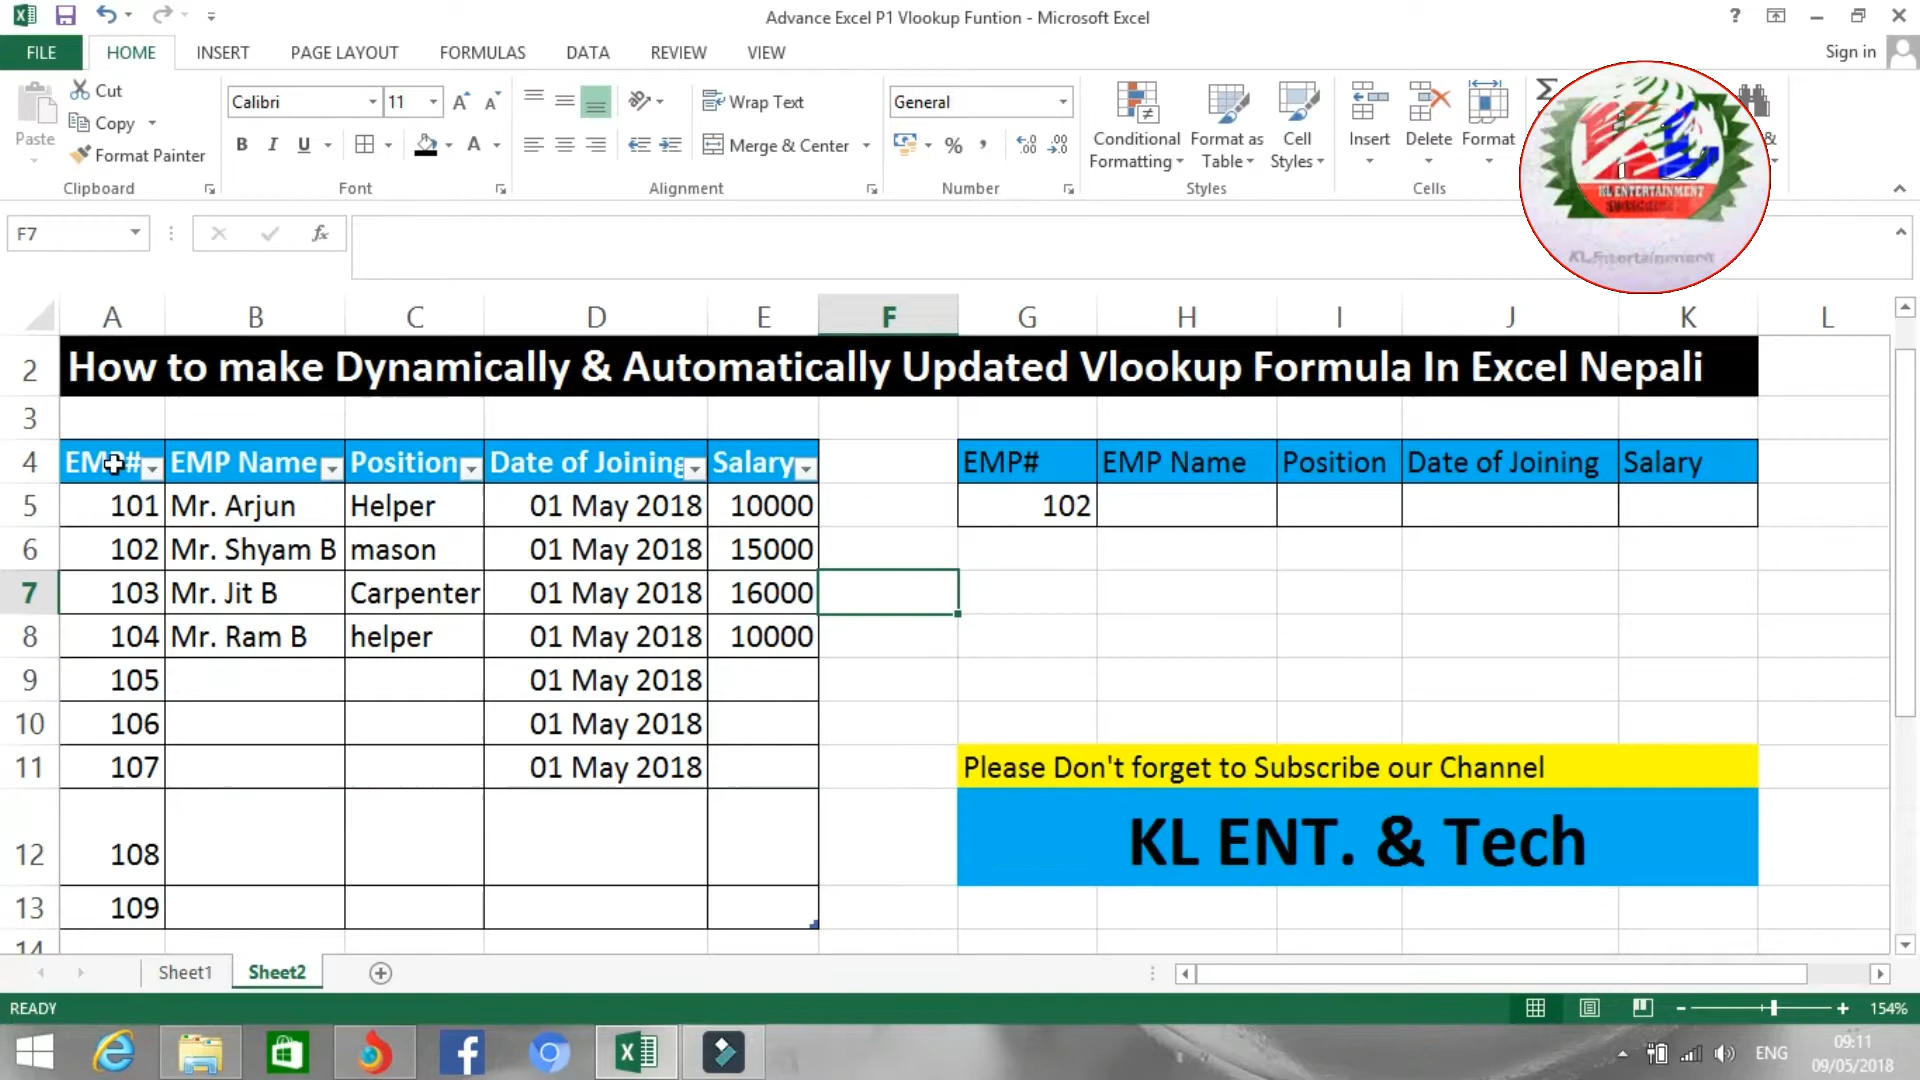 Advance Excel P1 Vlookup Funtion - Microsoft Excel
?
FILE HOME INSERT PAGE LAYOUT FORMULAS DATA REVIEW VIEW Sign in
Paste
Cut
Copy
Format Painter
Clipboard
Calibri 11
B I U
Font
Wrap Text
Merge & Center
Alignment
General
%
Number
Conditional Formatting
Format as Table
Cell Styles
Styles
Insert
Delete
Format
Cells
&
KL ENTERTAINMENT
SUBSCRIBE
KL Entertainment
F7
fx
A B C D E F G H I J K L
2 How to make Dynamically & Automatically Updated Vlookup Formula In Excel Nepali
3
4 EMP# EMP Name Position Date of Joining Salary EMP# EMP Name Position Date of Joining Salary
5 101 Mr. Arjun Helper 01 May 2018 10000 102
6 102 Mr. Shyam B mason 01 May 2018 15000
7 103 Mr. Jit B Carpenter 01 May 2018 16000
8 104 Mr. Ram B helper 01 May 2018 10000
9 105 01 May 2018
10 106 01 May 2018
11 107 01 May 2018 Please Don't forget to Subscribe our Channel
12 108 KL ENT. & Tech
13 109
14
Sheet1 Sheet2
READY 154%
ENG
09:11
09/05/2018